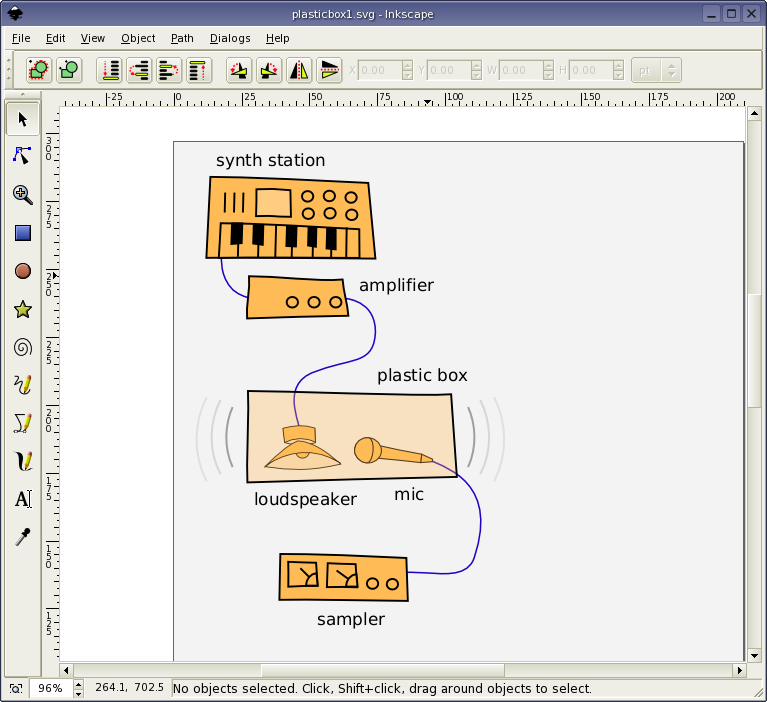 plasticbox1.svg - Inkscape
File Edit View Object Path Dialogs Help
X 0.00 Y 0.00 W 0.00 H 0.00 pt
-25 0 25 50 75 100 125 150 175 200
300
275
250
225
200
175
150
125
synth station
amplifier
plastic box
loudspeaker
mic
sampler
A
96% 264.1, 702.5 No objects selected. Click, Shift+click, drag around objects to select.